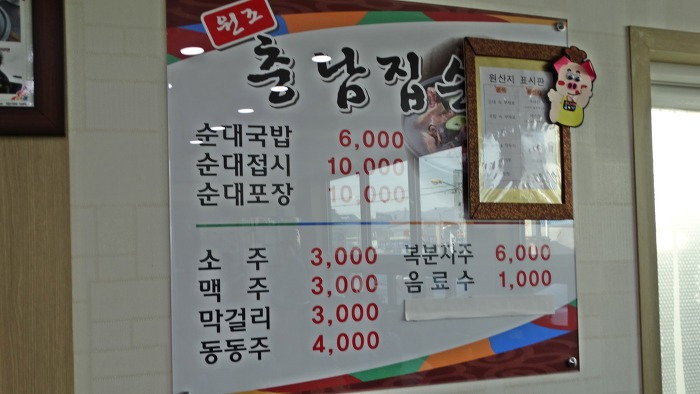 원조
충남집순
원산지 표시판
순대국밥 6,000
순대접시 10,000
순대포장 10,000
소 주 3,000
맥 주 3,000
막걸리 3,000
동동주 4,000
복분자주 6,000
음료수 1,000